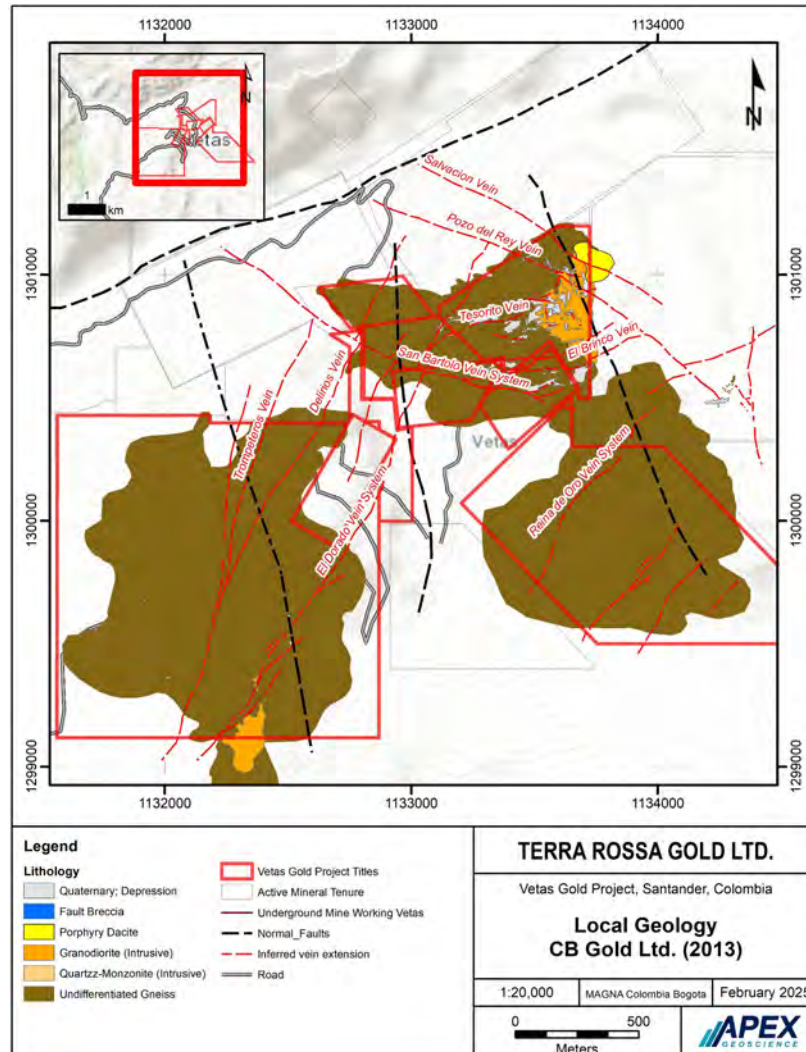 1132000
1133000
1134000
1301000
1301000
1300000
1300000
1299000
1299000
N
etas
1
km
N
Salvacion Vein
Pozo del Rey Vein
Tesorito Vein
El Brinco Vein
San Bartolo Vein System
Delirios Vein
Trompeteros Vein
Vetas
Reina de Oro Vein System
El Dorado Vein System
Vetas
1132000
1133000
1134000
Legend
Lithology
Quaternary; Depression
Fault Breccia
Porphyry Dacite
Granodiorite (Intrusive)
Quartzz-Monzonite (Intrusive)
Undifferentiated Gneiss
Vetas Gold Project Titles
Active Mineral Tenure
Underground Mine Working Vetas
Normal_Faults
Inferred vein extension
Road
TERRA ROSSA GOLD LTD.
Vetas Gold Project, Santander, Colombia
Local Geology
CB Gold Ltd. (2013)
1:20,000
MAGNA Colombia Bogota
February 2025
0
500
Meters
APEX
GEOSCIENCE